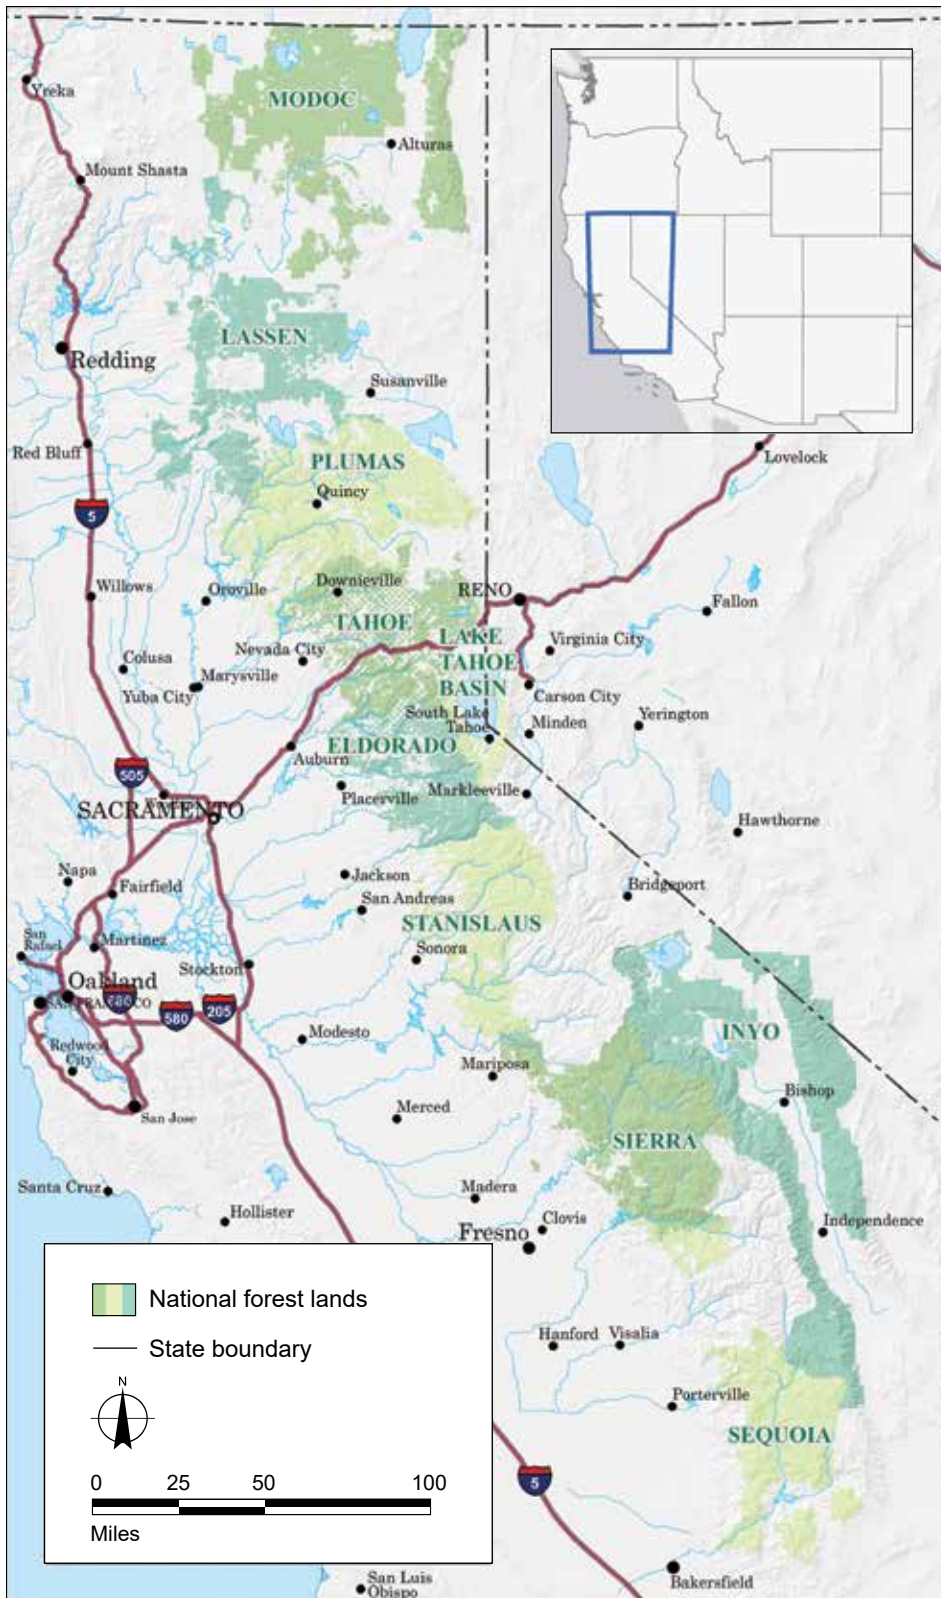 Yreka
MODOC
Alturas
Mount Shasta
LASSEN
Redding
Susanville
Red Bluff
PLUMAS
Quincy
Lovelock
5
Willows
Oroville
Downieville
RENO
Fallon
TAHOE
LAKE
TAHOE
BASIN
Virginia City
Nevada City
Colusa
Marysville
Yuba City
Carson City
South Lake
Tahoe
Minden
Yerington
ELDORADO
Auburn
505
Placerville
Markleeville
SACRAMENTO
Hawthorne
Napa
Fairfield
Jackson
San Andreas
Bridgeport
STANISLAUS
San
Rafael
Martinez
Sonora
Stockton
Oakland
680
580
205
INYO
Redwood
City
Modesto
Mariposa
Bishop
San Jose
Merced
SIERRA
Santa Cruz
Madera
Hollister
Clovis
Fresno
Independence
National forest lands
State boundary
N
0 25 50 100
Miles
Hanford
Visalia
Porterville
SEQUOIA
5
Bakersfield
San Luis
Obispo